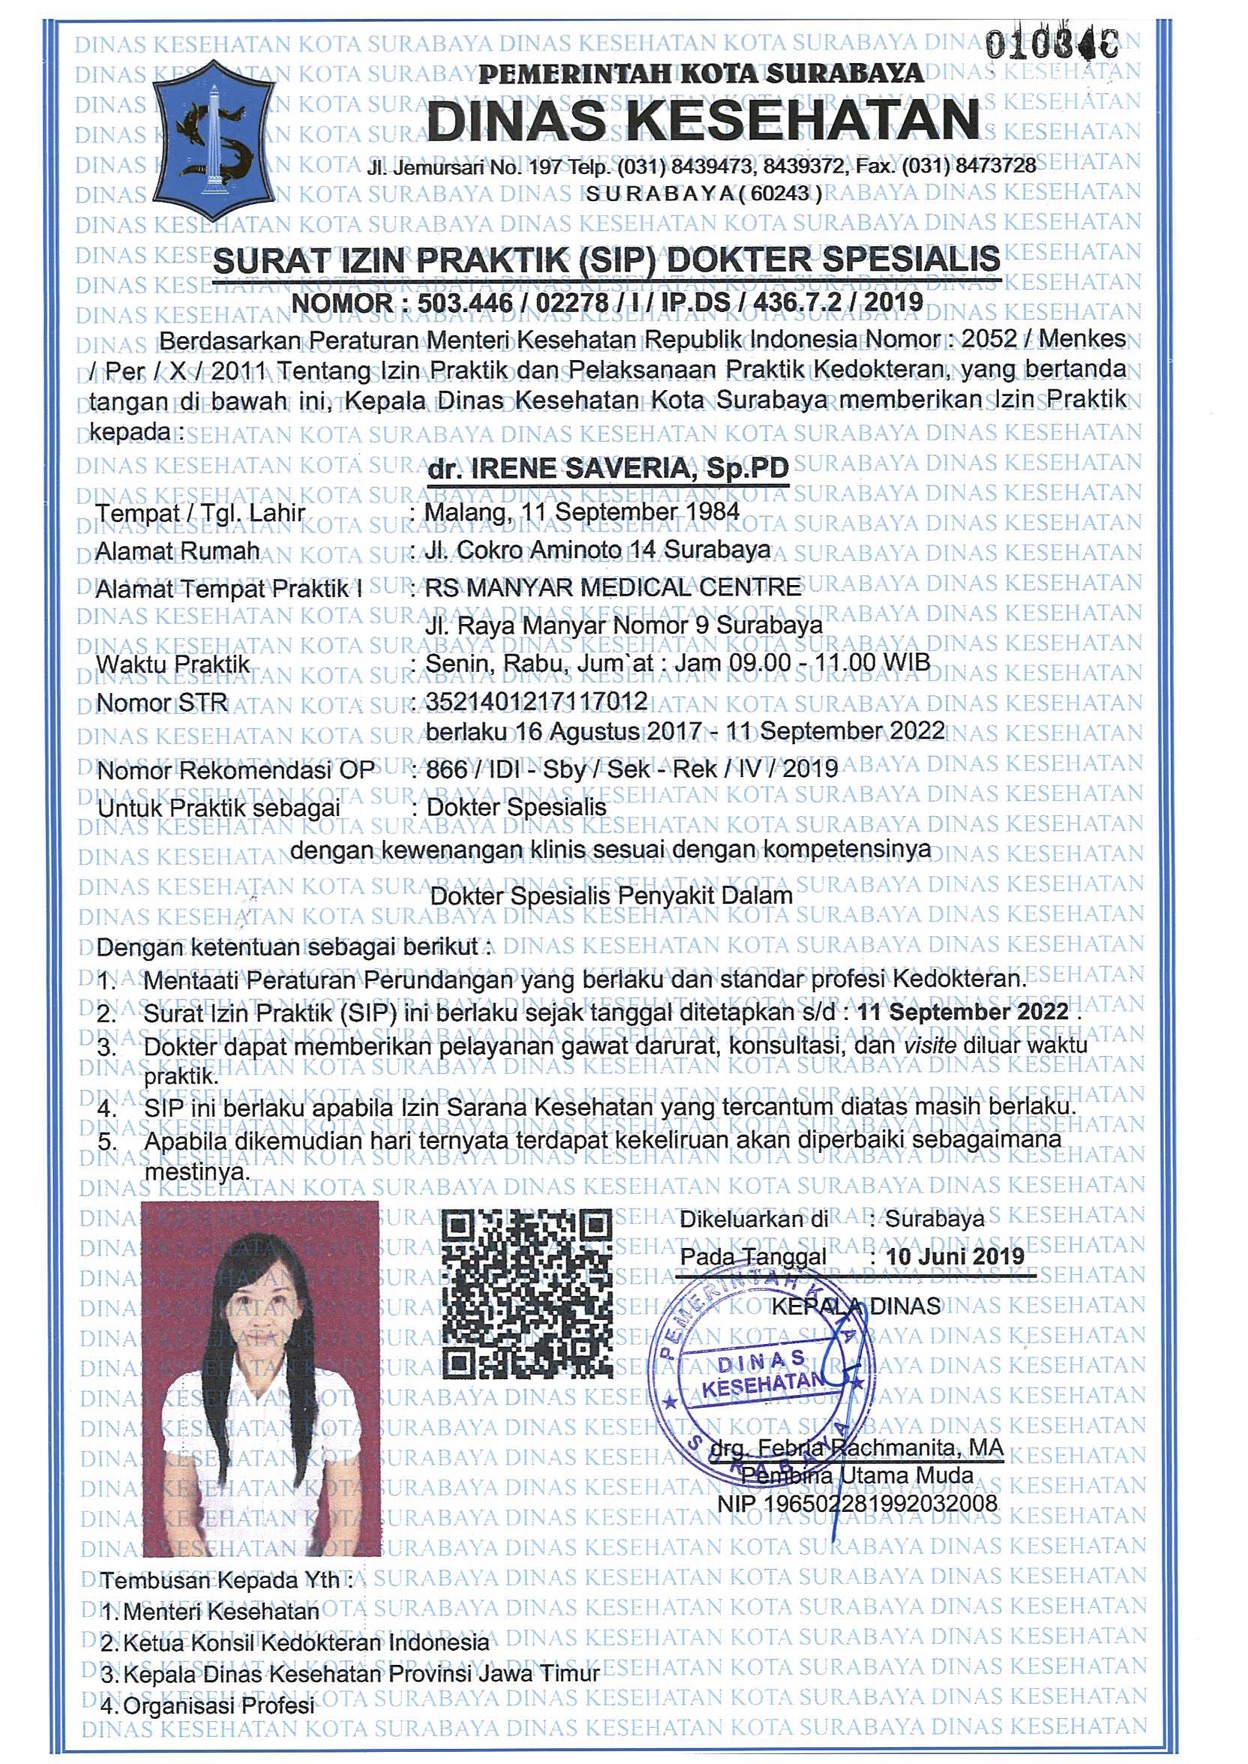 PEMERINTAH KOTA SURABAYA
DINAS KESEHATAN
Jl. Jemursari No. 197 Telp. (031) 8439473, 8439372, Fax. (031) 8473728
SURABAYA ( 60243 )
SURAT IZIN PRAKTIK (SIP) DOKTER SPESIALIS
NOMOR : 503.446 / 02278 / I / IP.DS / 436.7.2 / 2019
Berdasarkan Peraturan Menteri Kesehatan Republik Indonesia Nomor : 2052 / Menkes
/ Per / X / 2011 Tentang Izin Praktik dan Pelaksanaan Praktik Kedokteran, yang bertanda
tangan di bawah ini, Kepala Dinas Kesehatan Kota Surabaya memberikan Izin Praktik
kepada :
dr. IRENE SAVERIA, Sp.PD
Tempat / Tgl. Lahir : Malang, 11 September 1984
Alamat Rumah : Jl. Cokro Aminoto 14 Surabaya
Alamat Tempat Praktik I : RS MANYAR MEDICAL CENTRE
Jl. Raya Manyar Nomor 9 Surabaya
Waktu Praktik : Senin, Rabu, Jum`at : Jam 09.00 - 11.00 WIB
Nomor STR : 3521401217117012
berlaku 16 Agustus 2017 - 11 September 2022
Nomor Rekomendasi OP : 866 / IDI - Sby / Sek - Rek / IV / 2019
Untuk Praktik sebagai : Dokter Spesialis
dengan kewenangan klinis sesuai dengan kompetensinya
Dokter Spesialis Penyakit Dalam
Dengan ketentuan sebagai berikut :
1. Mentaati Peraturan Perundangan yang berlaku dan standar profesi Kedokteran.
2. Surat Izin Praktik (SIP) ini berlaku sejak tanggal ditetapkan s/d : 11 September 2022 .
3. Dokter dapat memberikan pelayanan gawat darurat, konsultasi, dan visite diluar waktu
praktik.
4. SIP ini berlaku apabila Izin Sarana Kesehatan yang tercantum diatas masih berlaku.
5. Apabila dikemudian hari ternyata terdapat kekeliruan akan diperbaiki sebagaimana
mestinya.
Dikeluarkan di : Surabaya
Pada Tanggal : 10 Juni 2019
KEPALA DINAS
PEMERINTAH KOTA
DINAS
KESEHATAN
SURABAYA
drg. Febria Rachmanita, MA
Pembina Utama Muda
NIP 196502281992032008
Tembusan Kepada Yth :
1. Menteri Kesehatan
2. Ketua Konsil Kedokteran Indonesia
3. Kepala Dinas Kesehatan Provinsi Jawa Timur
4. Organisasi Profesi